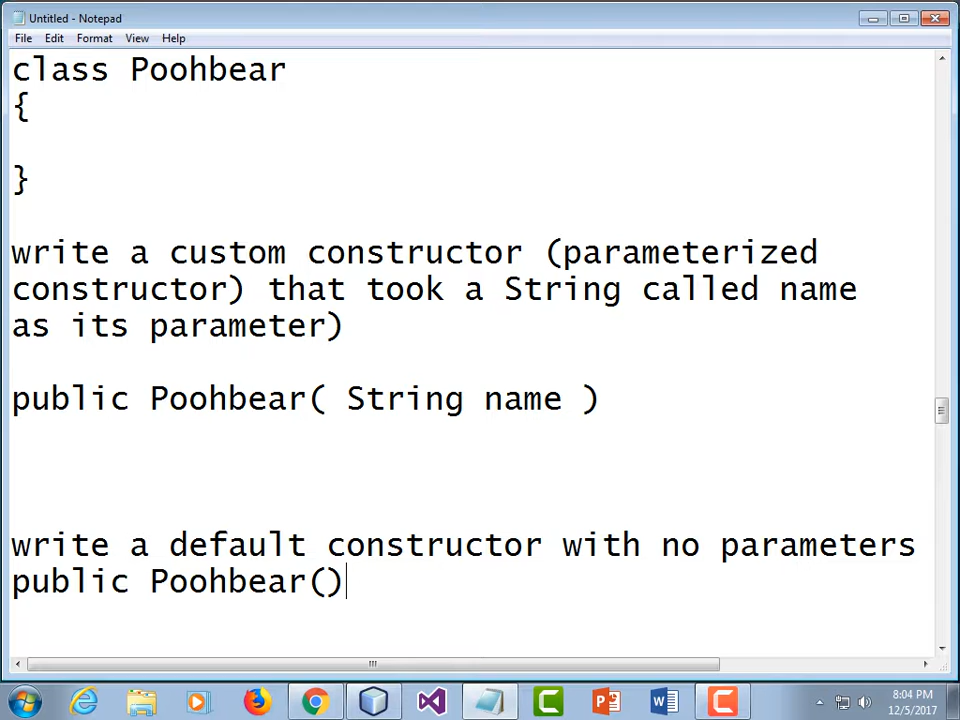 Untitled - Notepad
File Edit Format View Help
class Poohbear
{
}
write a custom constructor (parameterized
constructor) that took a String called name
as its parameter)
public Poohbear( String name )
write a default constructor with no parameters
public Poohbear()
8:04 PM
12/5/2017